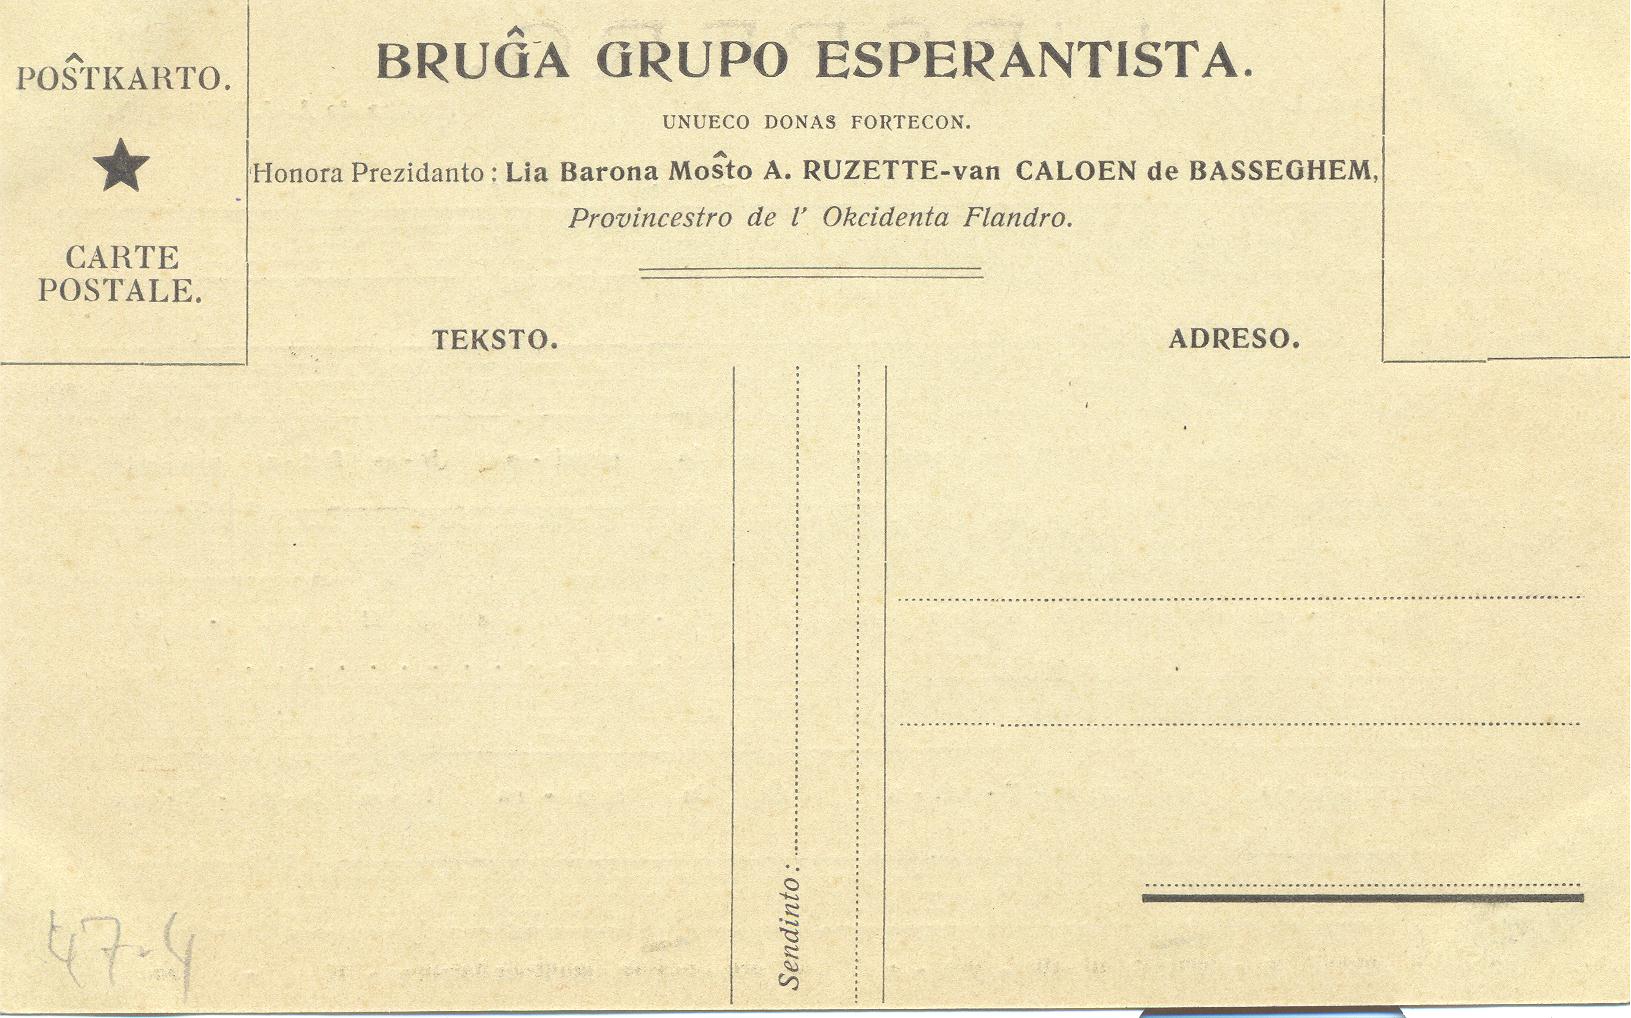 POŜTKARTO.
CARTE
POSTALE.
BRUĜA GRUPO ESPERANTISTA.
UNUECO DONAS FORTECON.
Honora Prezidanto : Lia Barona Moŝto A. RUZETTE-van CALOEN de BASSEGHEM,
Provincestro de l' Okcidenta Flandro.
TEKSTO.
ADRESO.
Sendinto :
47-4